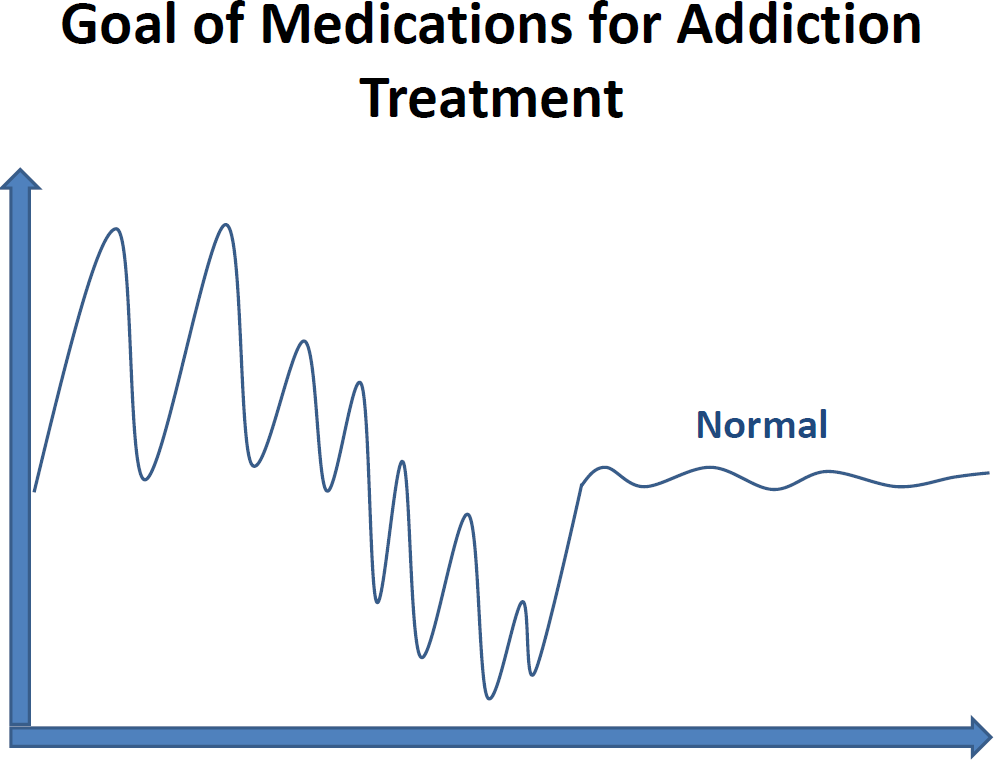 Goal of Medications for Addiction
Treatment
Normal